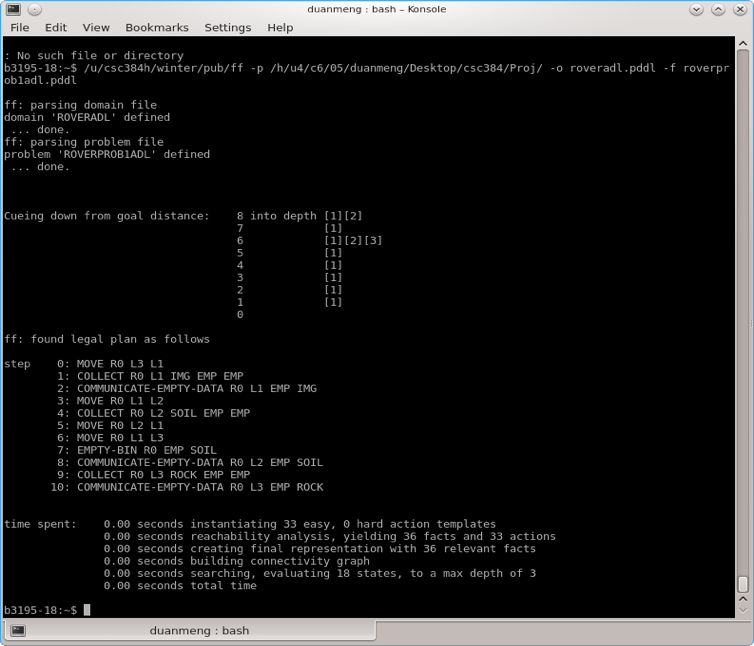 duanmeng : bash – Konsole
File Edit View Bookmarks Settings Help
: No such file or directory
b3195-18:~$ /u/csc384h/winter/pub/ff -p /h/u4/c6/05/duanmeng/Desktop/csc384/Proj/ -o roveradl.pddl -f roverpr
ob1adl.pddl
ff: parsing domain file
domain 'ROVERADL' defined
 ... done.
ff: parsing problem file
problem 'ROVERPROB1ADL' defined
 ... done.
Cueing down from goal distance:    8 into depth [1][2]
                                   7            [1]
                                   6            [1][2][3]
                                   5            [1]
                                   4            [1]
                                   3            [1]
                                   2            [1]
                                   1            [1]
                                   0
ff: found legal plan as follows
step    0: MOVE R0 L3 L1
        1: COLLECT R0 L1 IMG EMP EMP
        2: COMMUNICATE-EMPTY-DATA R0 L1 EMP IMG
        3: MOVE R0 L1 L2
        4: COLLECT R0 L2 SOIL EMP EMP
        5: MOVE R0 L2 L1
        6: MOVE R0 L1 L3
        7: EMPTY-BIN R0 EMP SOIL
        8: COMMUNICATE-EMPTY-DATA R0 L2 EMP SOIL
        9: COLLECT R0 L3 ROCK EMP EMP
       10: COMMUNICATE-EMPTY-DATA R0 L3 EMP ROCK
time spent:    0.00 seconds instantiating 33 easy, 0 hard action templates
               0.00 seconds reachability analysis, yielding 36 facts and 33 actions
               0.00 seconds creating final representation with 36 relevant facts
               0.00 seconds building connectivity graph
               0.00 seconds searching, evaluating 18 states, to a max depth of 3
               0.00 seconds total time
b3195-18:~$
duanmeng : bash